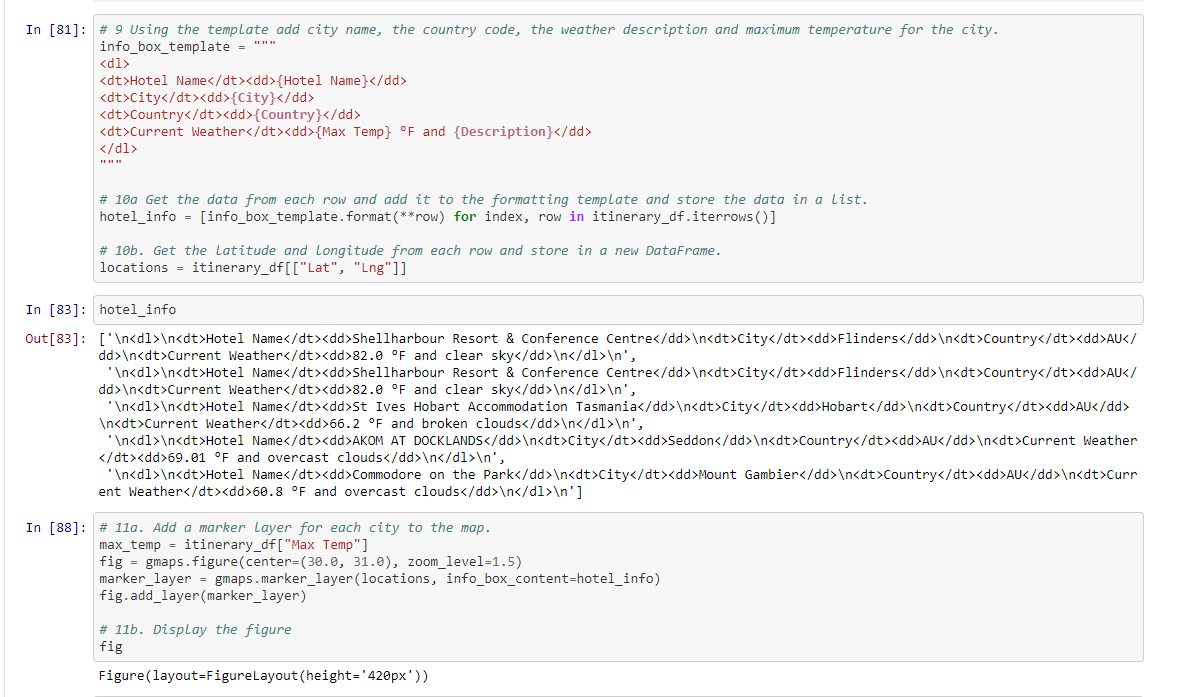 In [81]: # 9 Using the template add city name, the country code, the weather description and maximum temperature for the city.
info_box_template = """
<dl>
<dt>Hotel Name</dt><dd>{Hotel Name}</dd>
<dt>City</dt><dd>{City}</dd>
<dt>Country</dt><dd>{Country}</dd>
<dt>Current Weather</dt><dd>{Max Temp} °F and {Description}</dd>
</dl>
"""
# 10a Get the data from each row and add it to the formatting template and store the data in a list.
hotel_info = [info_box_template.format(**row) for index, row in itinerary_df.iterrows()]
# 10b. Get the latitude and longitude from each row and store in a new DataFrame.
locations = itinerary_df[["Lat", "Lng"]]
In [83]: hotel_info
Out[83]: ['\n<dl>\n<dt>Hotel Name</dt><dd>Shellharbour Resort & Conference Centre</dd>\n<dt>City</dt><dd>Flinders</dd>\n<dt>Country</dt><dd>AU</
dd>\n<dt>Current Weather</dt><dd>82.0 °F and clear sky</dd>\n</dl>\n',
'\n<dl>\n<dt>Hotel Name</dt><dd>Shellharbour Resort & Conference Centre</dd>\n<dt>City</dt><dd>Flinders</dd>\n<dt>Country</dt><dd>AU</
dd>\n<dt>Current Weather</dt><dd>82.0 °F and clear sky</dd>\n</dl>\n',
'\n<dl>\n<dt>Hotel Name</dt><dd>St Ives Hobart Accommodation Tasmania</dd>\n<dt>City</dt><dd>Hobart</dd>\n<dt>Country</dt><dd>AU</dd>
\n<dt>Current Weather</dt><dd>66.2 °F and broken clouds</dd>\n</dl>\n',
'\n<dl>\n<dt>Hotel Name</dt><dd>AKOM AT DOCKLANDS</dd>\n<dt>City</dt><dd>Seddon</dd>\n<dt>Country</dt><dd>AU</dd>\n<dt>Current Weather
</dt><dd>69.01 °F and overcast clouds</dd>\n</dl>\n',
'\n<dl>\n<dt>Hotel Name</dt><dd>Commodore on the Park</dd>\n<dt>City</dt><dd>Mount Gambier</dd>\n<dt>Country</dt><dd>AU</dd>\n<dt>Curr
ent Weather</dt><dd>60.8 °F and overcast clouds</dd>\n</dl>\n']
In [88]: # 11a. Add a marker layer for each city to the map.
max_temp = itinerary_df["Max Temp"]
fig = gmaps.figure(center=(30.0, 31.0), zoom_level=1.5)
marker_layer = gmaps.marker_layer(locations, info_box_content=hotel_info)
fig.add_layer(marker_layer)
# 11b. Display the figure
fig
Figure(layout=FigureLayout(height='420px'))